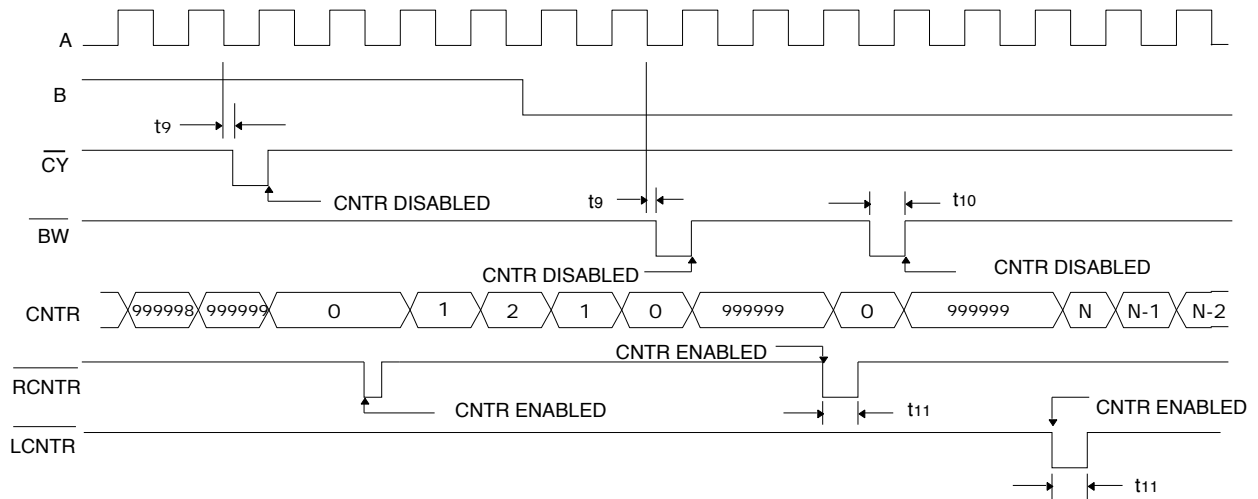 A
B
t9
CY
CNTR DISABLED
t9
t10
BW
CNTR DISABLED
CNTR DISABLED
CNTR
999998 999999 0 1 2 1 0 999999 0 999999 N N-1 N-2
CNTR ENABLED
RCNTR
CNTR ENABLED
t11
CNTR ENABLED
LCNTR
t11